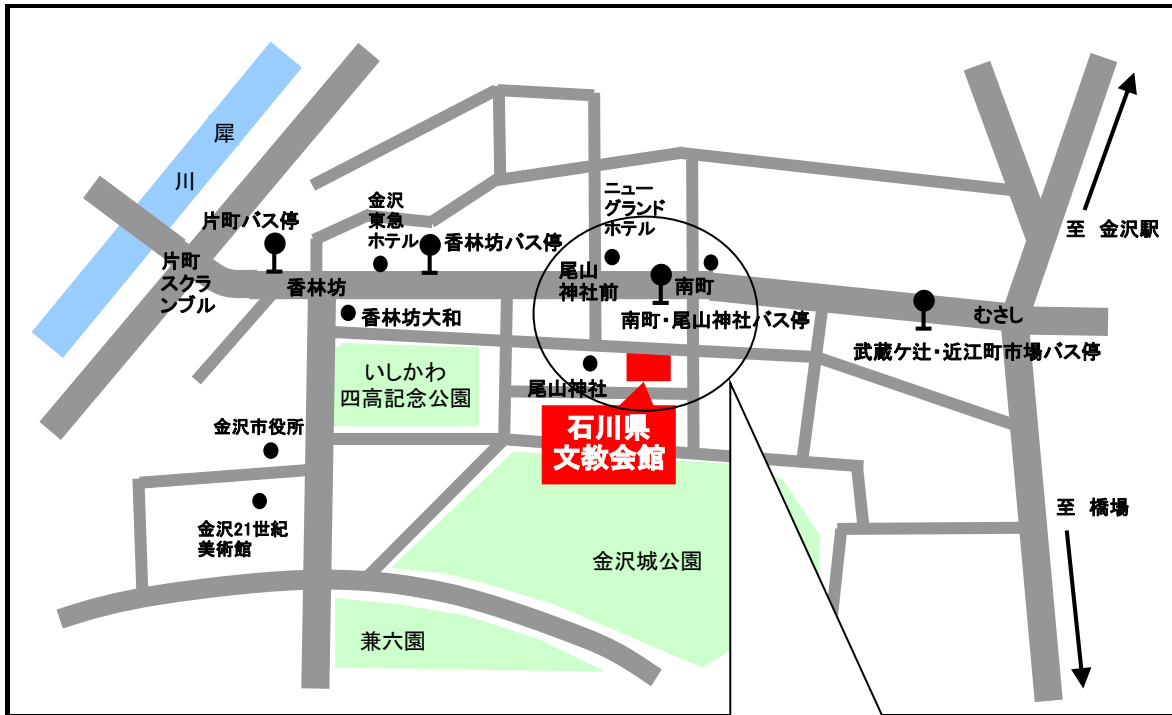 犀
川
片町バス停
金沢
東急
ホテル
香林坊バス停
ニュー
グランド
ホテル
至 金沢駅
片町
スクラ
ンブル
香林坊
尾山
神社前
南町
香林坊大和
南町・尾山神社バス停
むさし
武蔵ケ辻・近江町市場バス停
いしかわ
四高記念公園
尾山神社
石川県
文教会館
金沢市役所
金沢21世紀
美術館
至 橋場
金沢城公園
兼六園